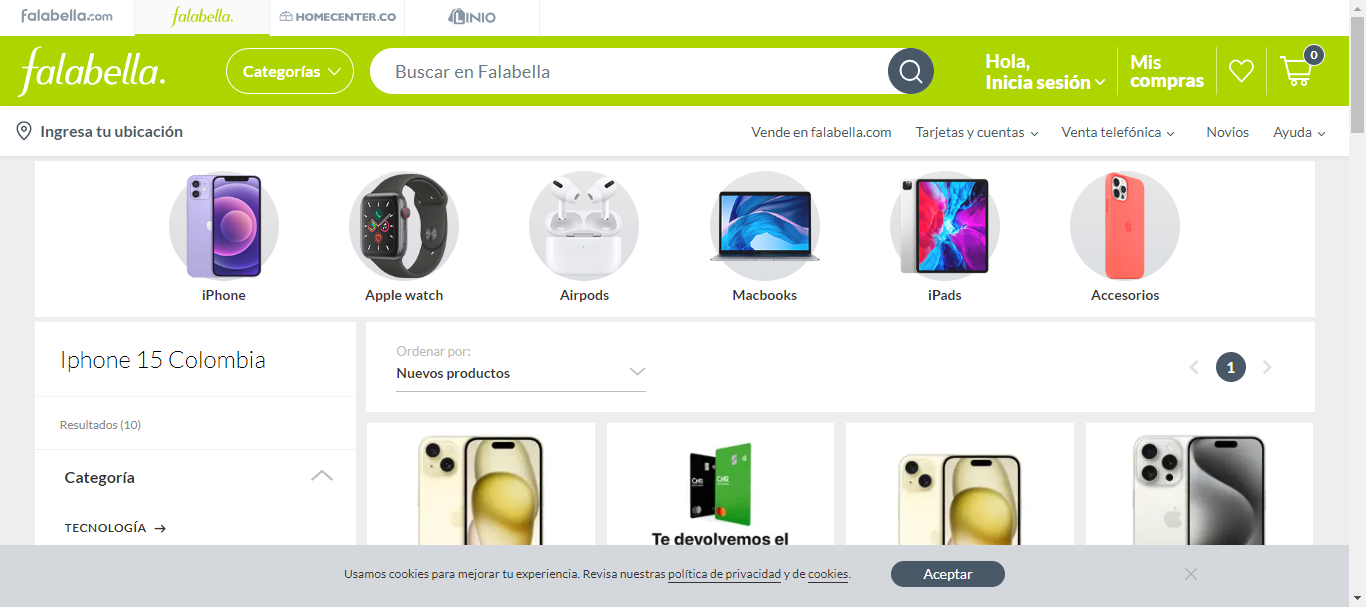 falabella.com
falabella.
HOMECENTER.CO
LINIO
falabella.
Categorías
Buscar en Falabella
Hola,
Inicia sesión
Mis
compras
0
Ingresa tu ubicación
Vende en falabella.com
Tarjetas y cuentas
Venta telefónica
Novios
Ayuda
iPhone
Apple watch
Airpods
Macbooks
iPads
Accesorios
Iphone 15 Colombia
Resultados (10)
Categoría
TECNOLOGÍA →
Ordenar por:
Nuevos productos
1
CMR
CMR
Te devolvemos el
Usamos cookies para mejorar tu experiencia. Revisa nuestras política de privacidad y de cookies.
Aceptar